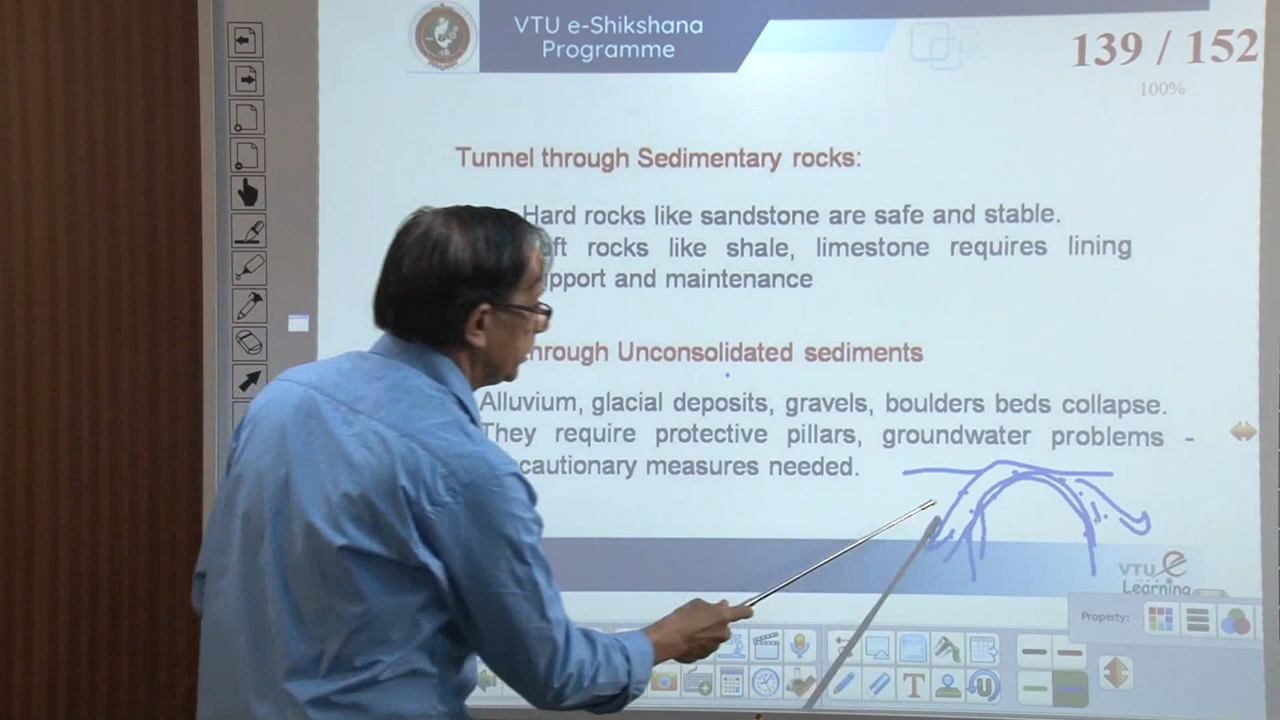 VTU e-Shikshana
Programme
139 / 152
100%
Tunnel through Sedimentary rocks:
Hard rocks like sandstone are safe and stable.
rocks like shale, limestone requires lining
and maintenance
Unconsolidated sediments
Alluvium, glacial deposits, gravels, boulders beds collapse.
They require protective pillars, groundwater problems -
measures needed.
VTU e
Learning
Property: